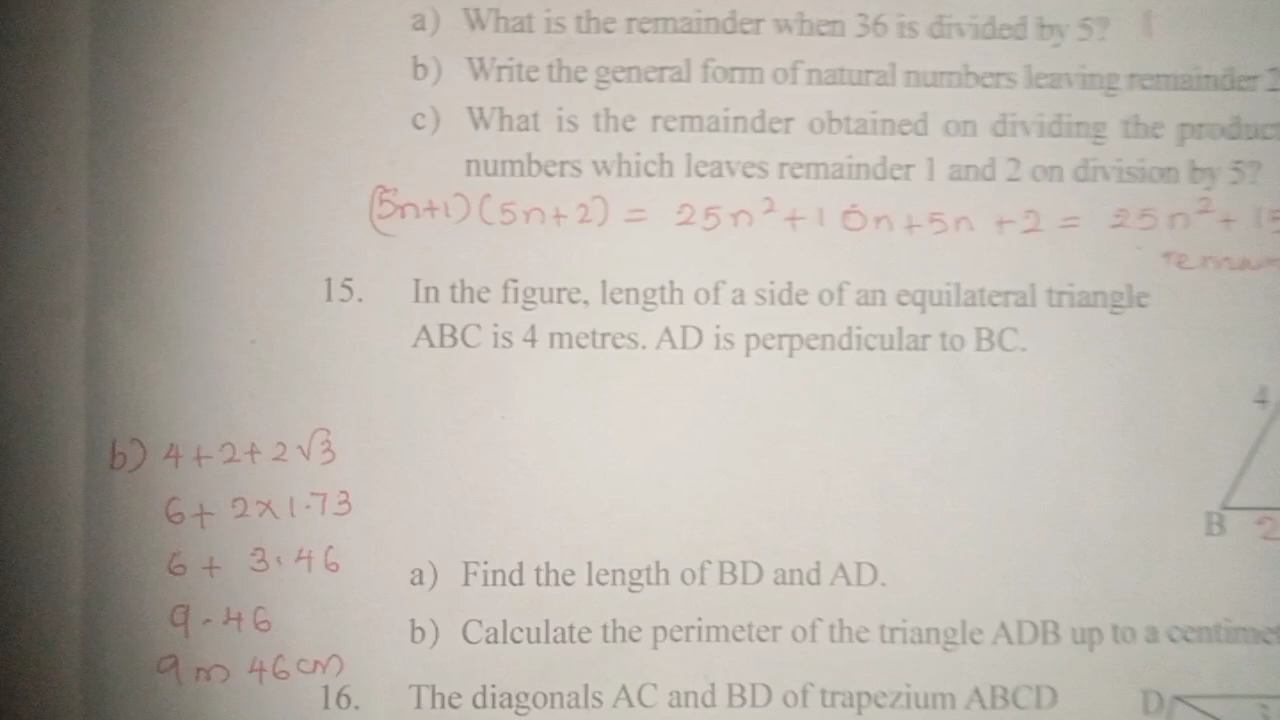 a) What is the remainder when 36 is divided by 5? 1
b) Write the general form of natural numbers leaving remainder
c) What is the remainder obtained on dividing the
numbers which leaves remainder 1 and 2 on division by 5?
(5n+1)(5n+2) = 25n²+10n+5n+2 = 25n²+ 15
15. In the figure, length of a side of an equilateral triangle
ABC is 4 metres. AD is perpendicular to BC.
4
b) 4+2+2√3
6+ 2×1.73
B 2
6+ 3.46
a) Find the length of BD and AD.
9.46
b) Calculate the perimeter of the triangle ADB up to a
9m 46cm
16. The diagonals AC and BD of trapezium ABCD
D